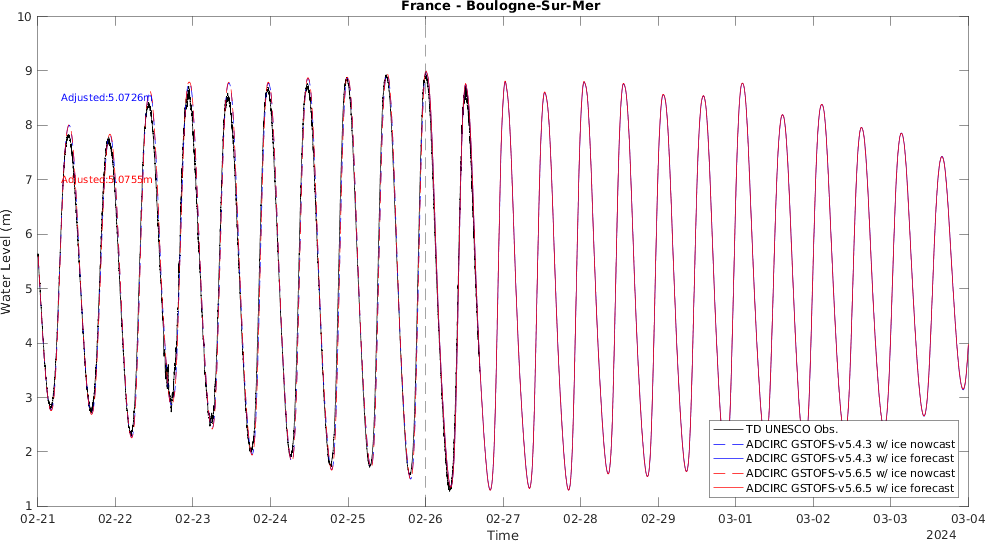 France - Boulogne-Sur-Mer
Water Level (m)
10
9
8
7
6
5
4
3
2
1
Adjusted:5.0726m
Adjusted:5.0755m
TD UNESCO Obs.
ADCIRC GSTOFS-v5.4.3 w/ ice nowcast
ADCIRC GSTOFS-v5.4.3 w/ ice forecast
ADCIRC GSTOFS-v5.6.5 w/ ice nowcast
ADCIRC GSTOFS-v5.6.5 w/ ice forecast
02-21 02-22 02-23 02-24 02-25 02-26 02-27 02-28 02-29 03-01 03-02 03-03 03-04
Time
2024